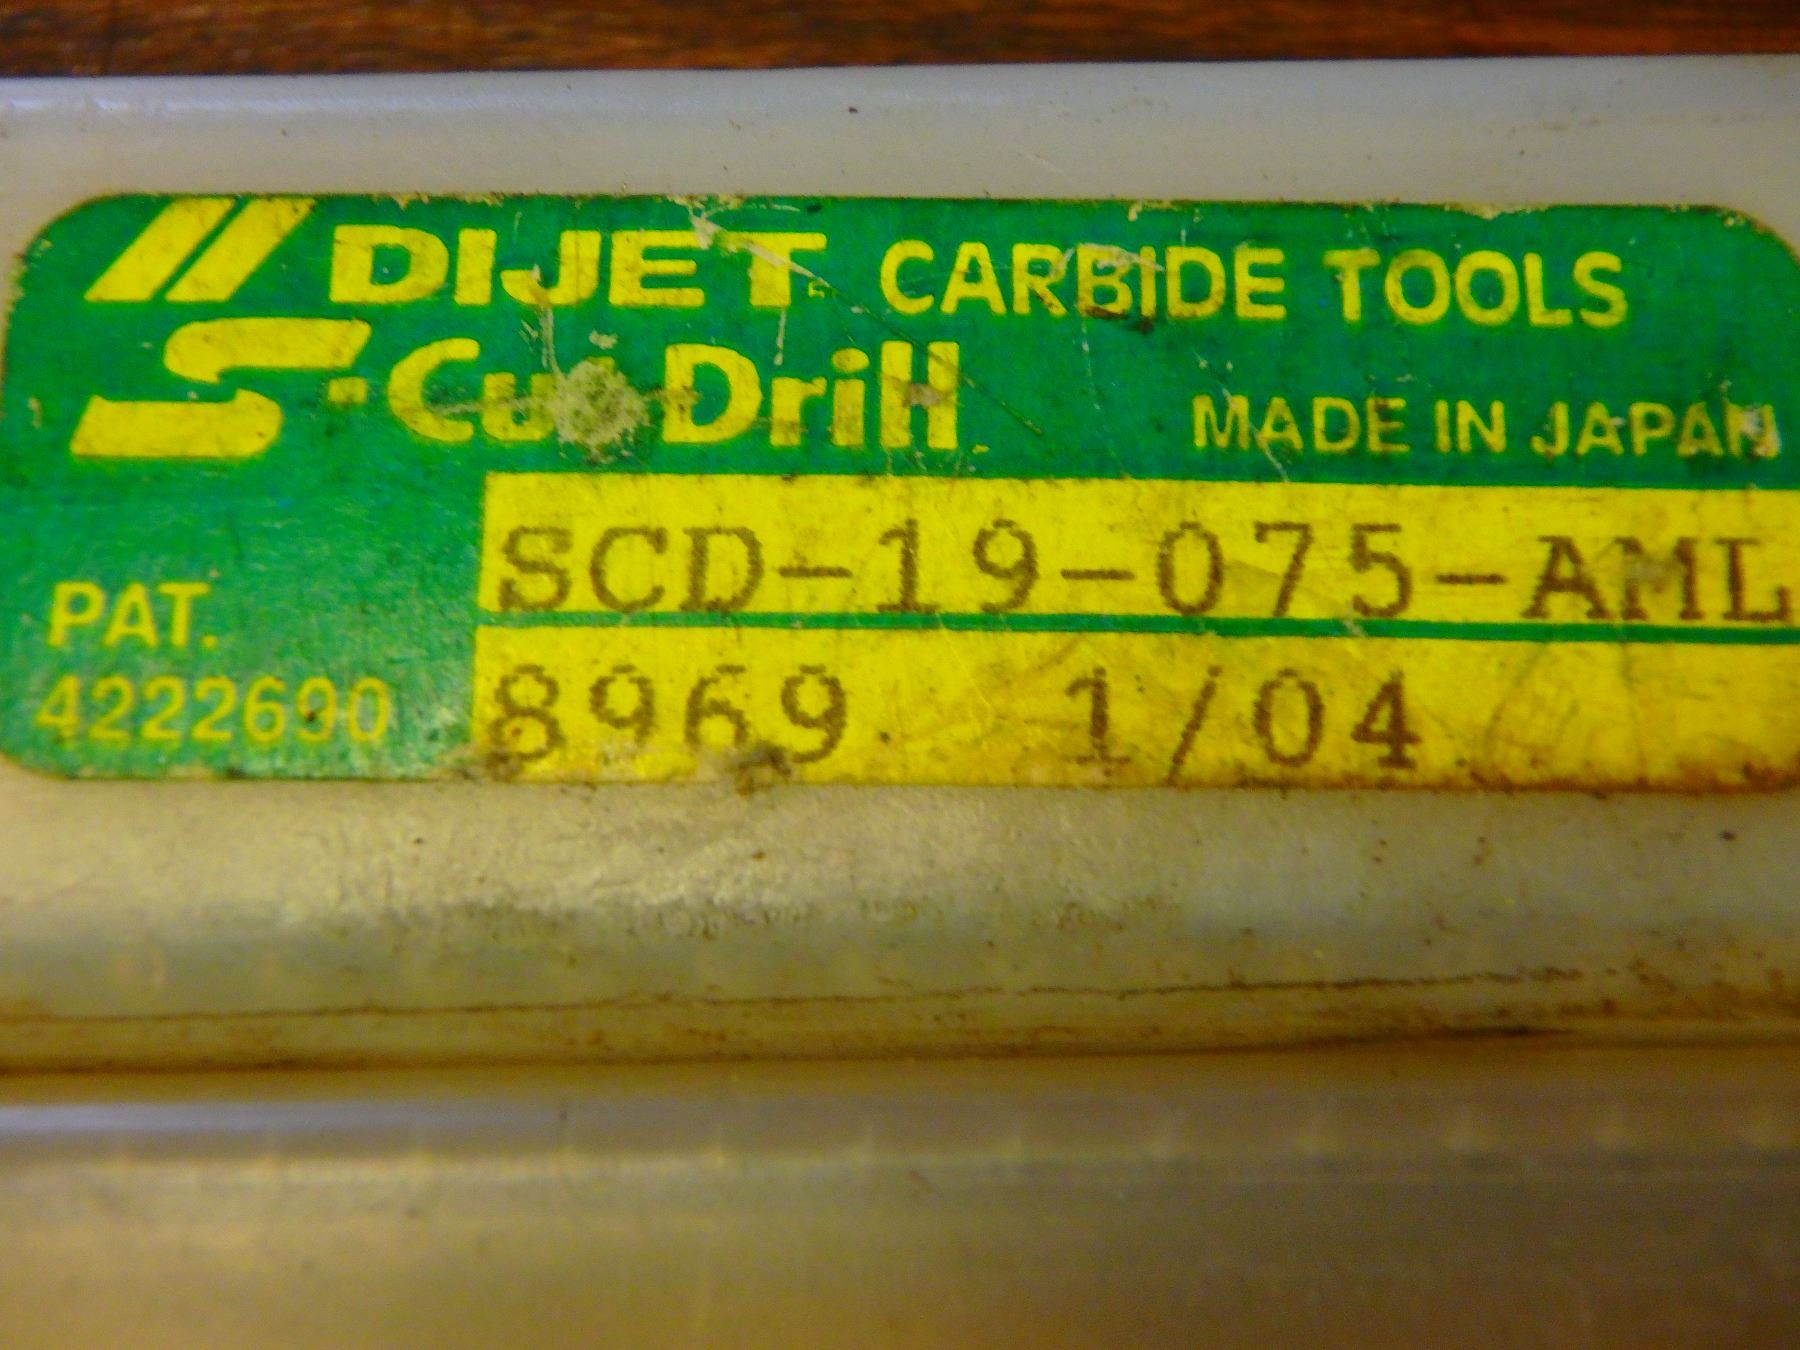 DIJET CARBIDE TOOLS
S-Cut Drill
MADE IN JAPAN
SCD-19-075-AML
PAT.
4222690
8969 1/04